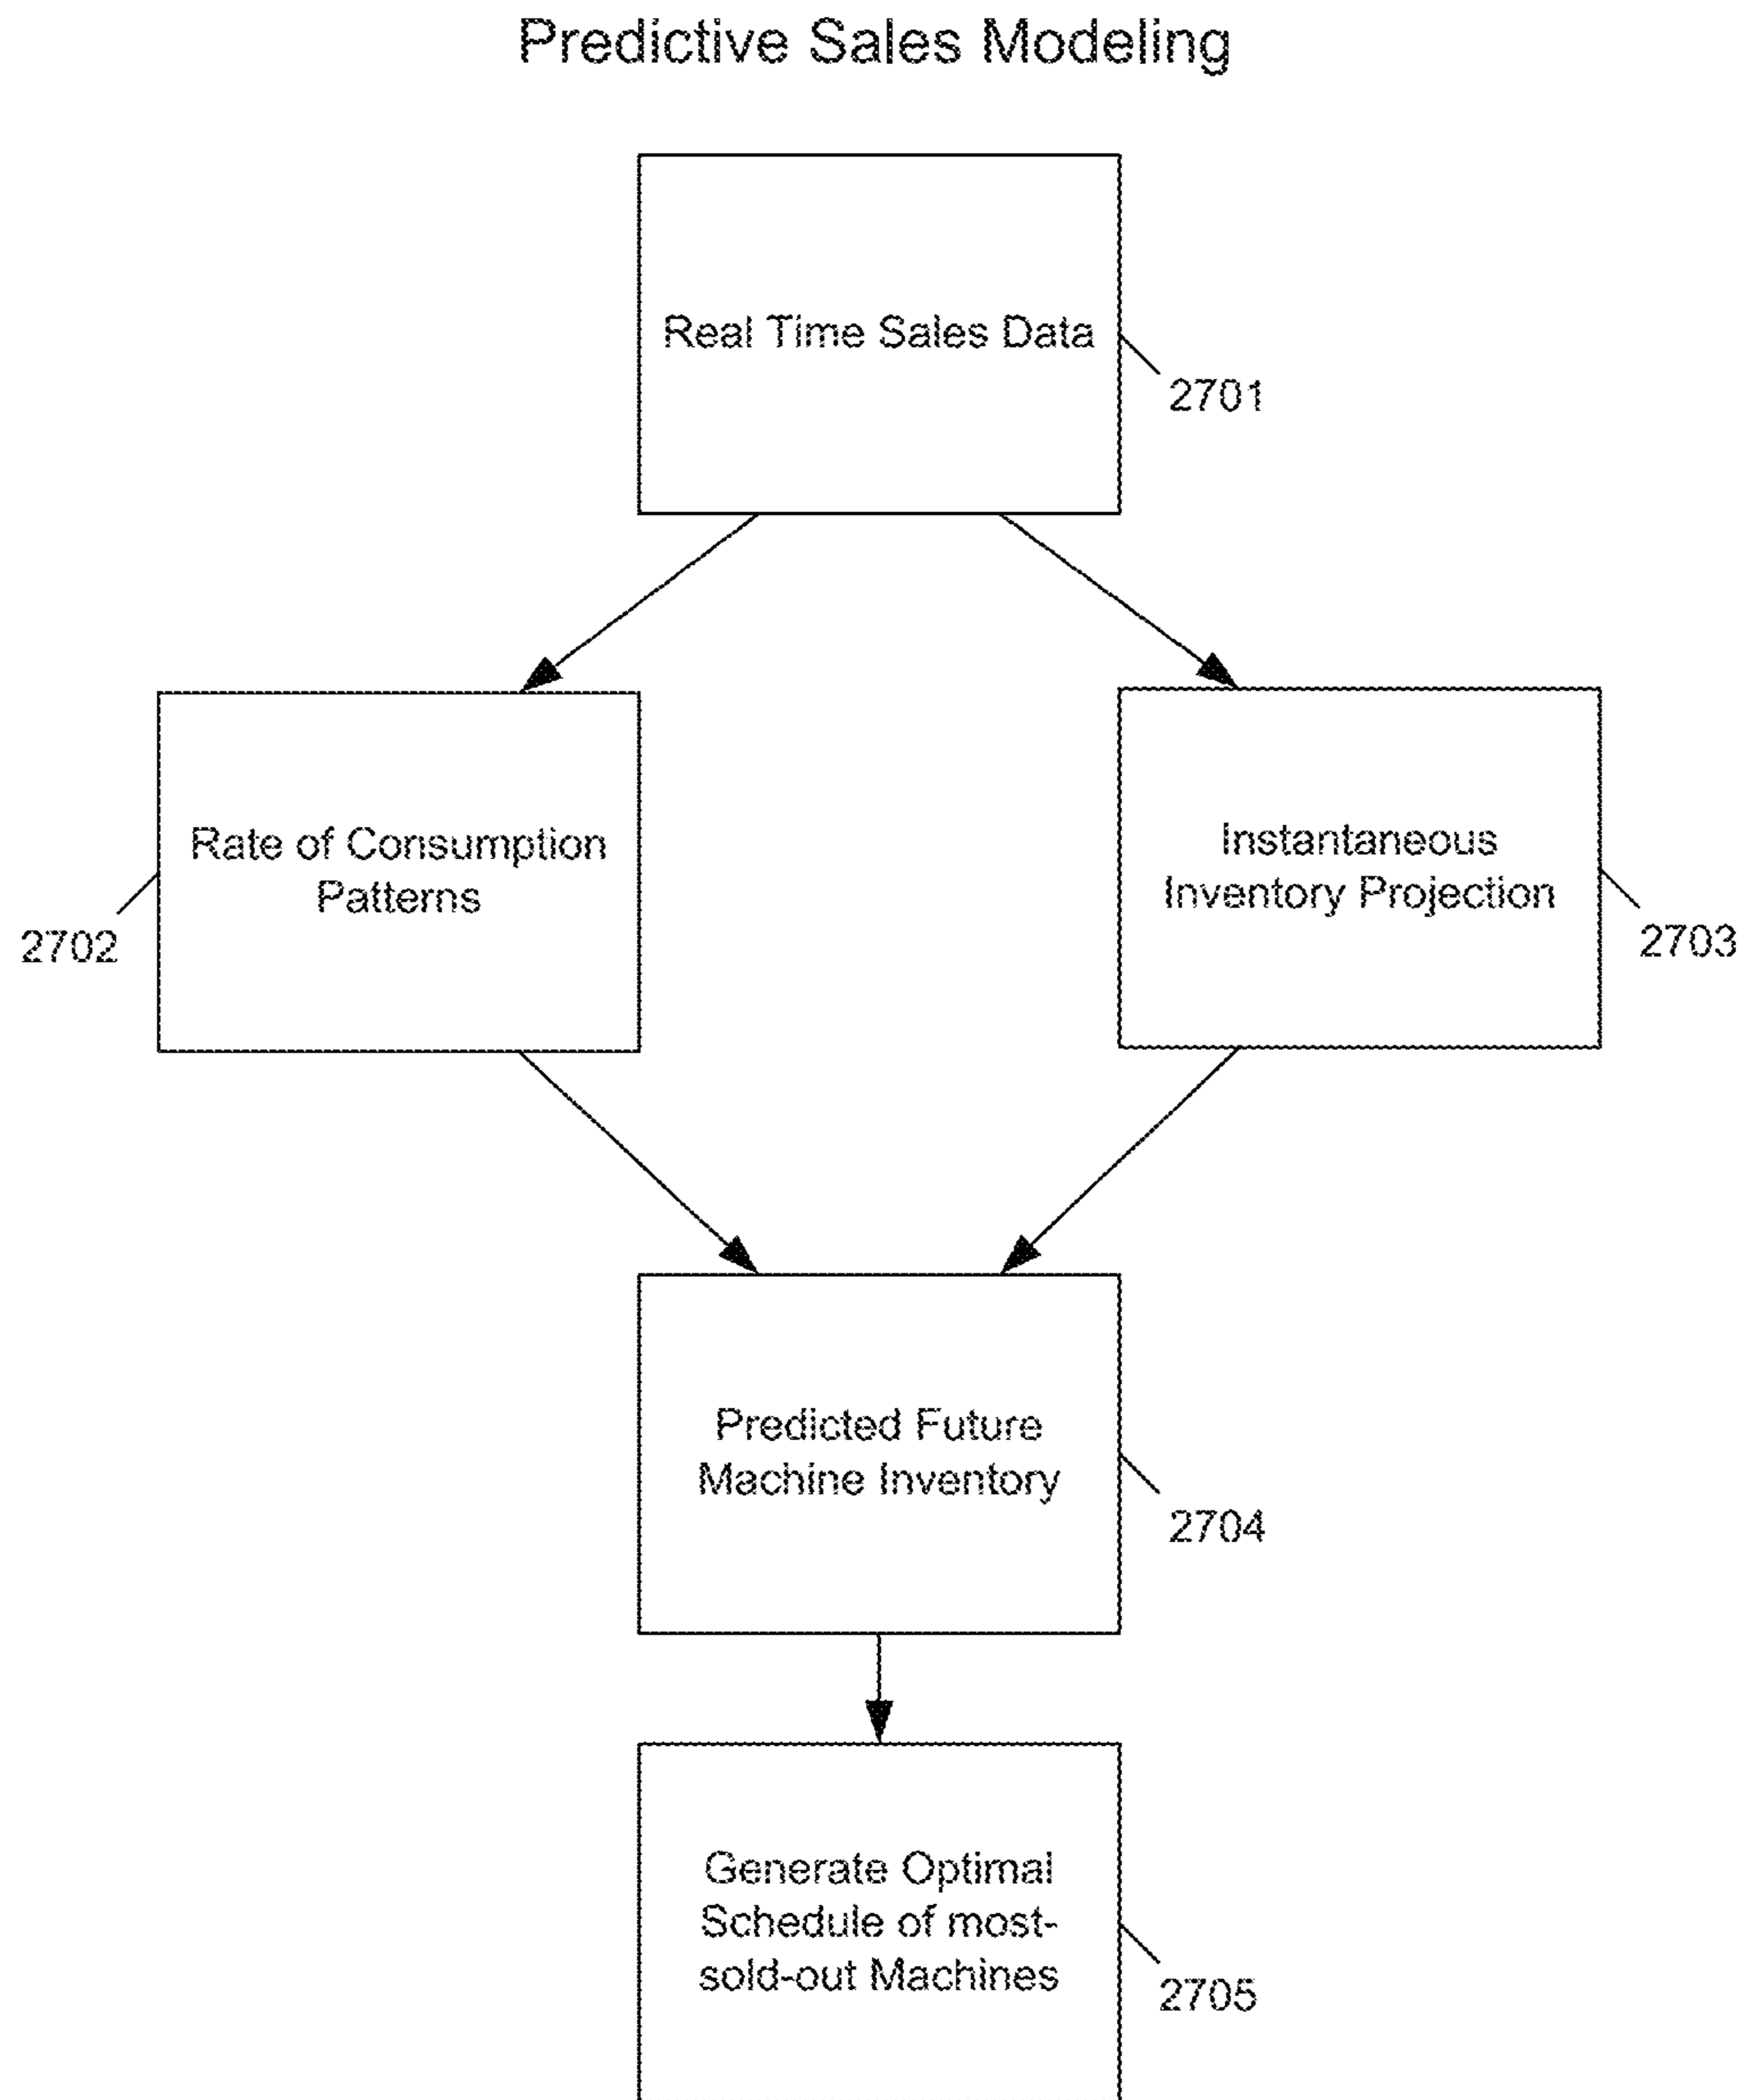 Predictive Sales Modeling
Real Time Sales Data
2701
Rate of Consumption
Patterns
2702
Instantaneous
Inventory Projection
2703
Predicted Future
Machine Inventory
2704
Generate Optimal
Schedule of most-
sold-out Machines
2705